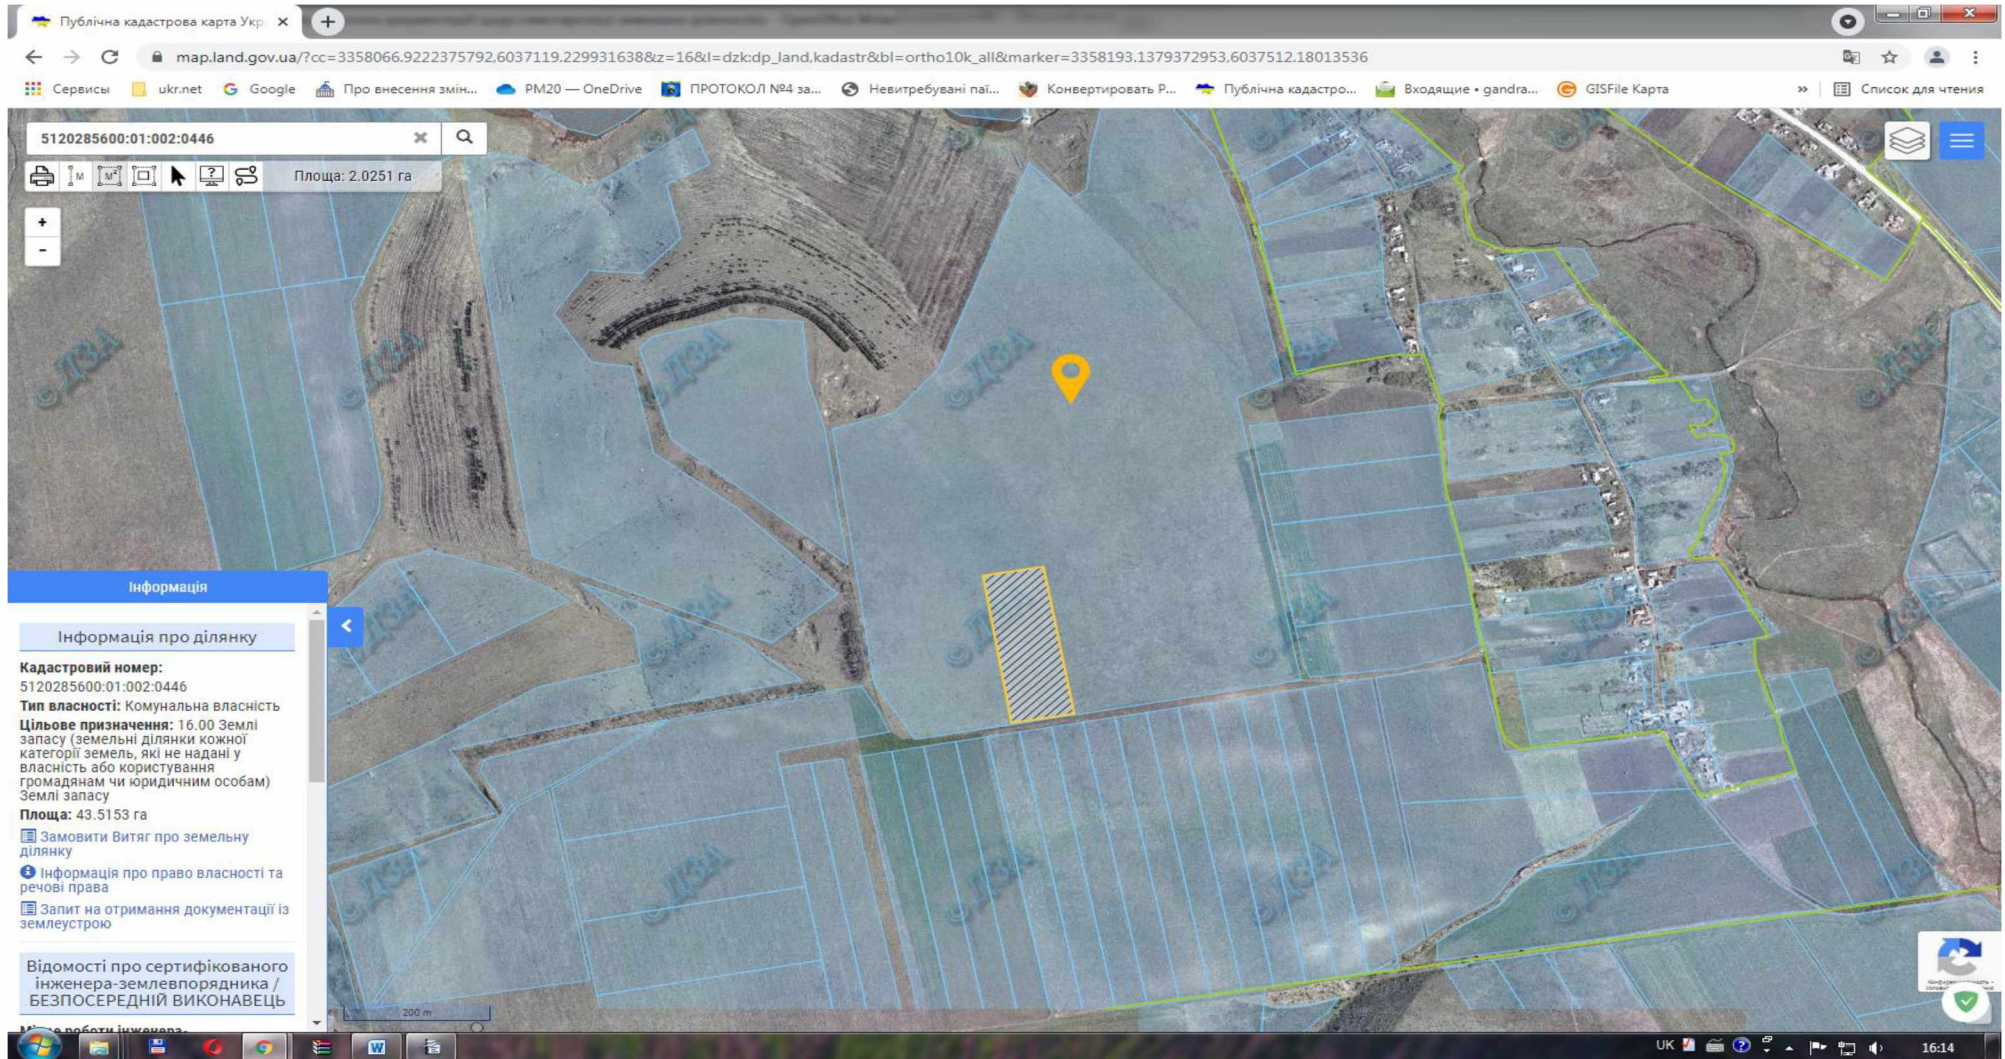 Публічна кадастрова карта Укр
map.land.gov.ua/?cc=3358066.9222375792,6037119.229931638&z=16&l=dzk:dp_land,kadastr&bl=ortho10k_all&marker=3358193.1379372953,6037512.18013536
Сервисы ukr.net Google Про внесення змін... PM20 — OneDrive ПРОТОКОЛ №4 за... Невитребувані паї... Конвертировать P... Публічна кадастро... Входящие • gandra... GISFile Карта » Список для чтения
5120285600:01:002:0446
М М² Площа: 2.0251 га
+
-
© ДЗА
Інформація
Інформація про ділянку
Кадастровий номер:
5120285600:01:002:0446
Тип власності: Комунальна власність
Цільове призначення: 16.00 Землі
запасу (земельні ділянки кожної
категорії земель, які не надані у
власність або користування
громадянам чи юридичним особам)
Землі запасу
Площа: 43.5153 га
Замовити Витяг про земельну
ділянку
Інформація про право власності та
речові права
Запит на отримання документації із
землеустрою
Відомості про сертифікованого
інженера-землевпорядника /
БЕЗПОСЕРЕДНІЙ ВИКОНАВЕЦЬ
Місце роботи інженера-
200 m
UK 16:14